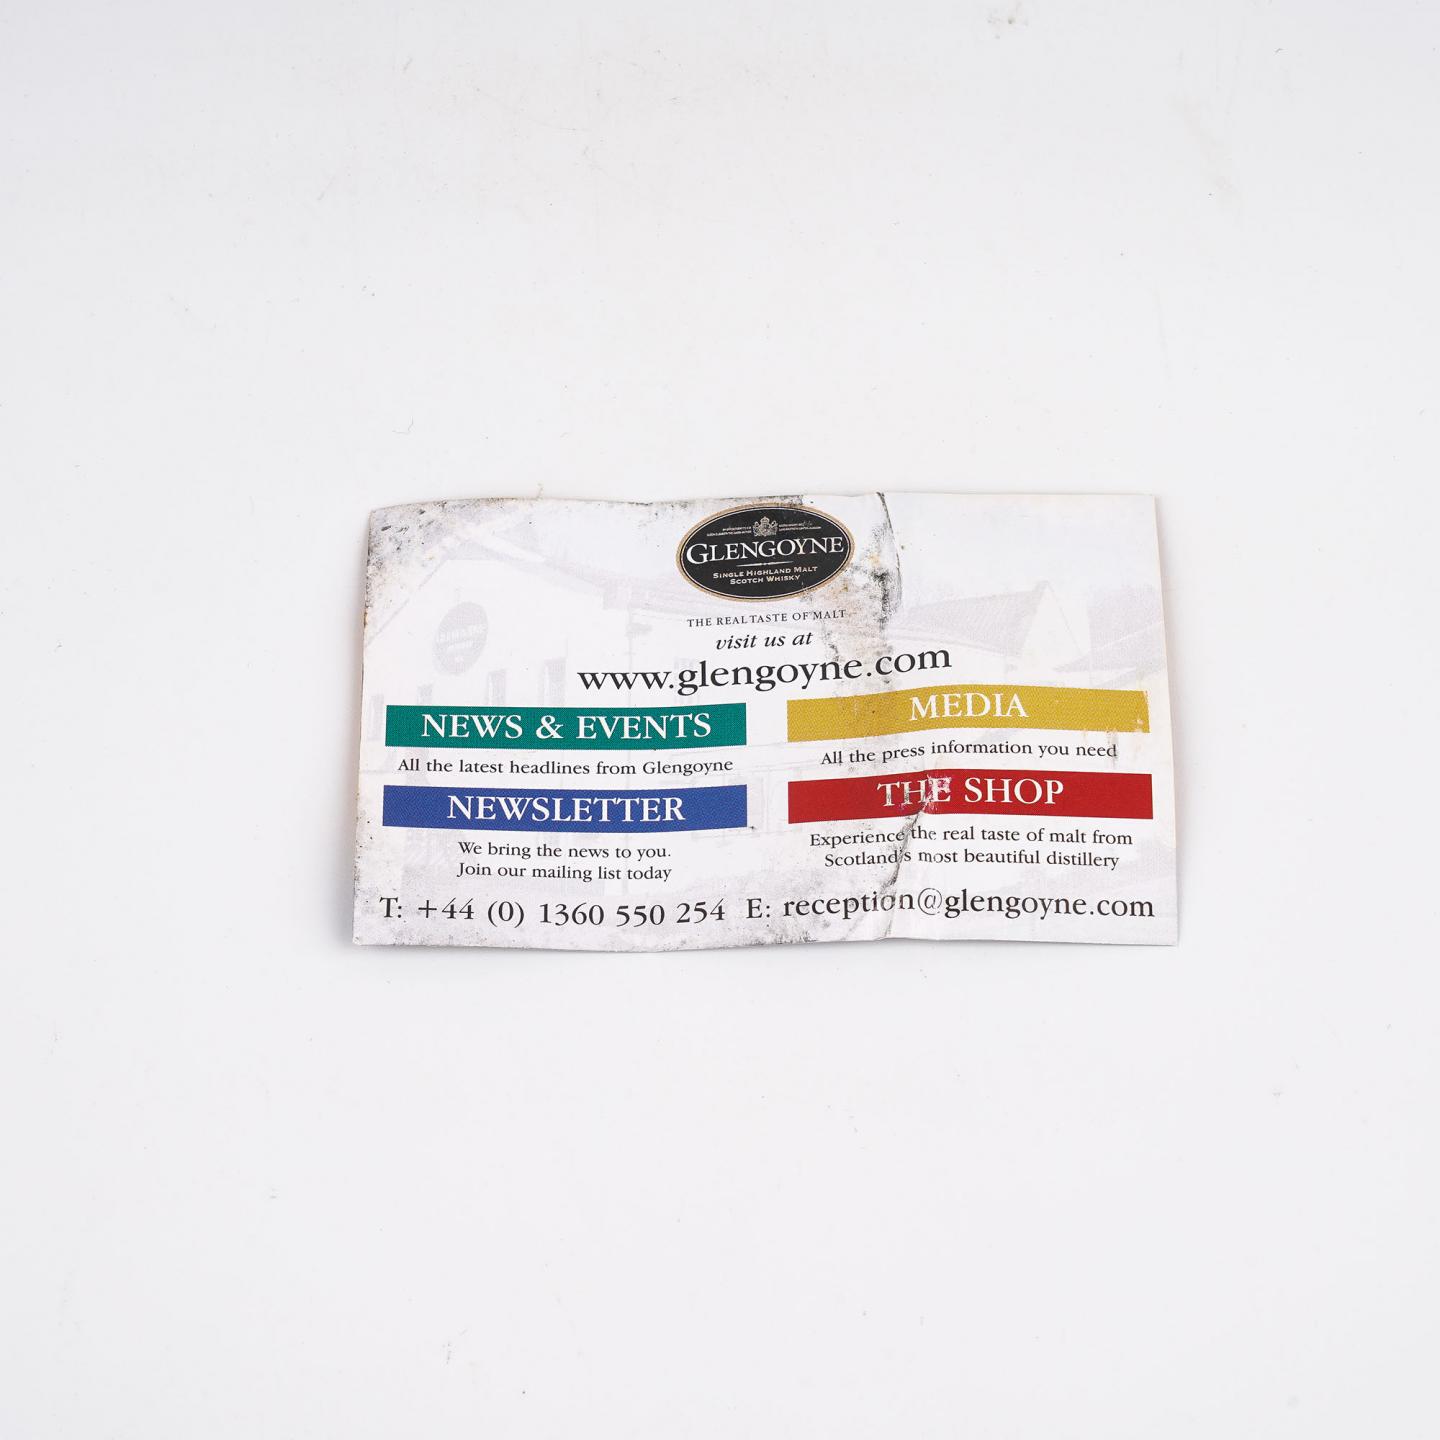 GLENGOYNE
SINGLE HIGHLAND MALT
SCOTCH WHISKY
THE REAL TASTE OF MALT
visit us at
www.glengoyne.com
NEWS & EVENTS
All the latest headlines from Glengoyne
NEWSLETTER
We bring the news to you.
Join our mailing list today
MEDIA
All the press information you need
THE SHOP
Experience the real taste of malt from
Scotland's most beautiful distillery
T: +44 (0) 1360 550 254 E: reception@glengoyne.com